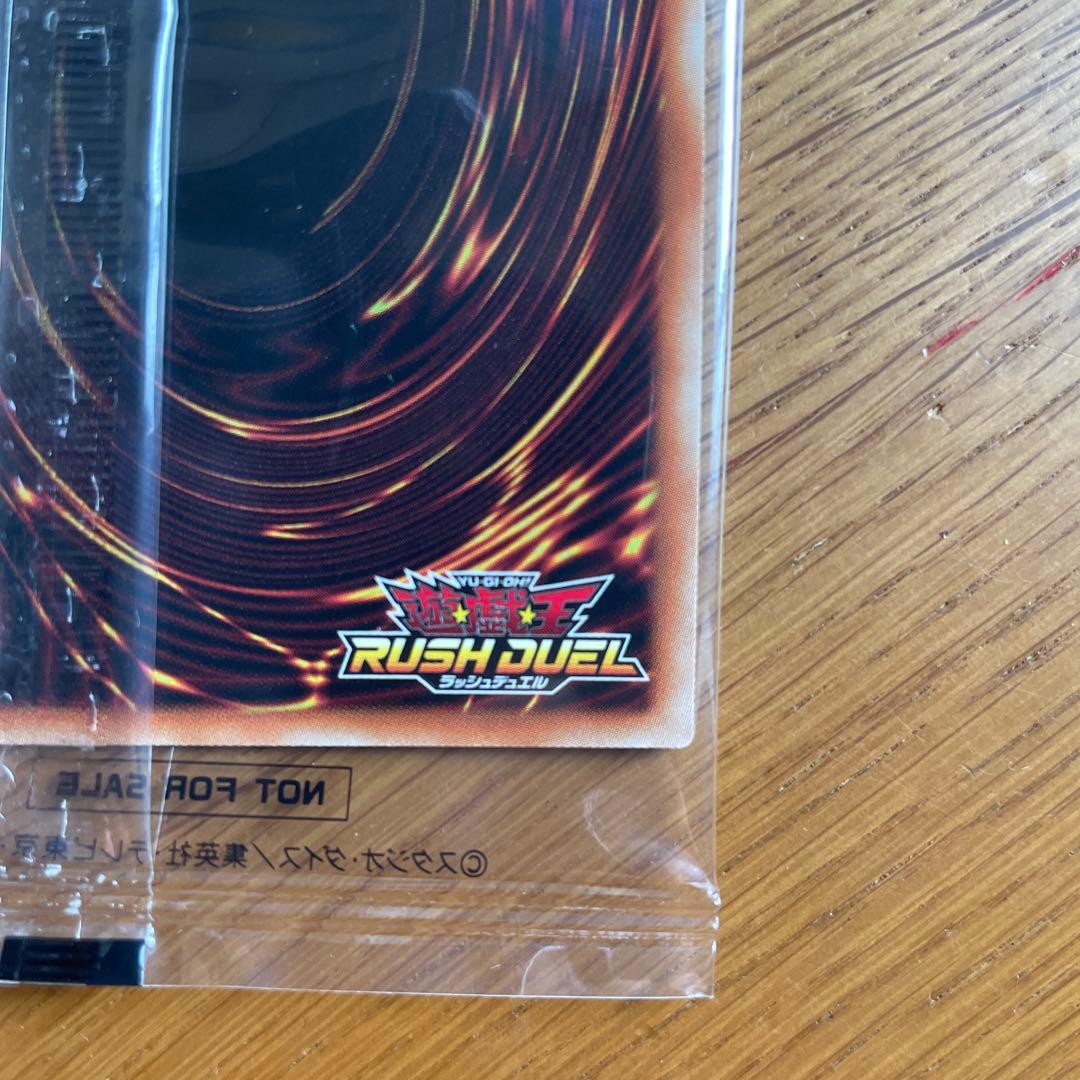 YU-GI-OH!
遊☆戯☆王
RUSH DUEL
ラッシュデュエル
NOT FOR SALE
©スタジオ・ダイス／集英社・テレビ東京・